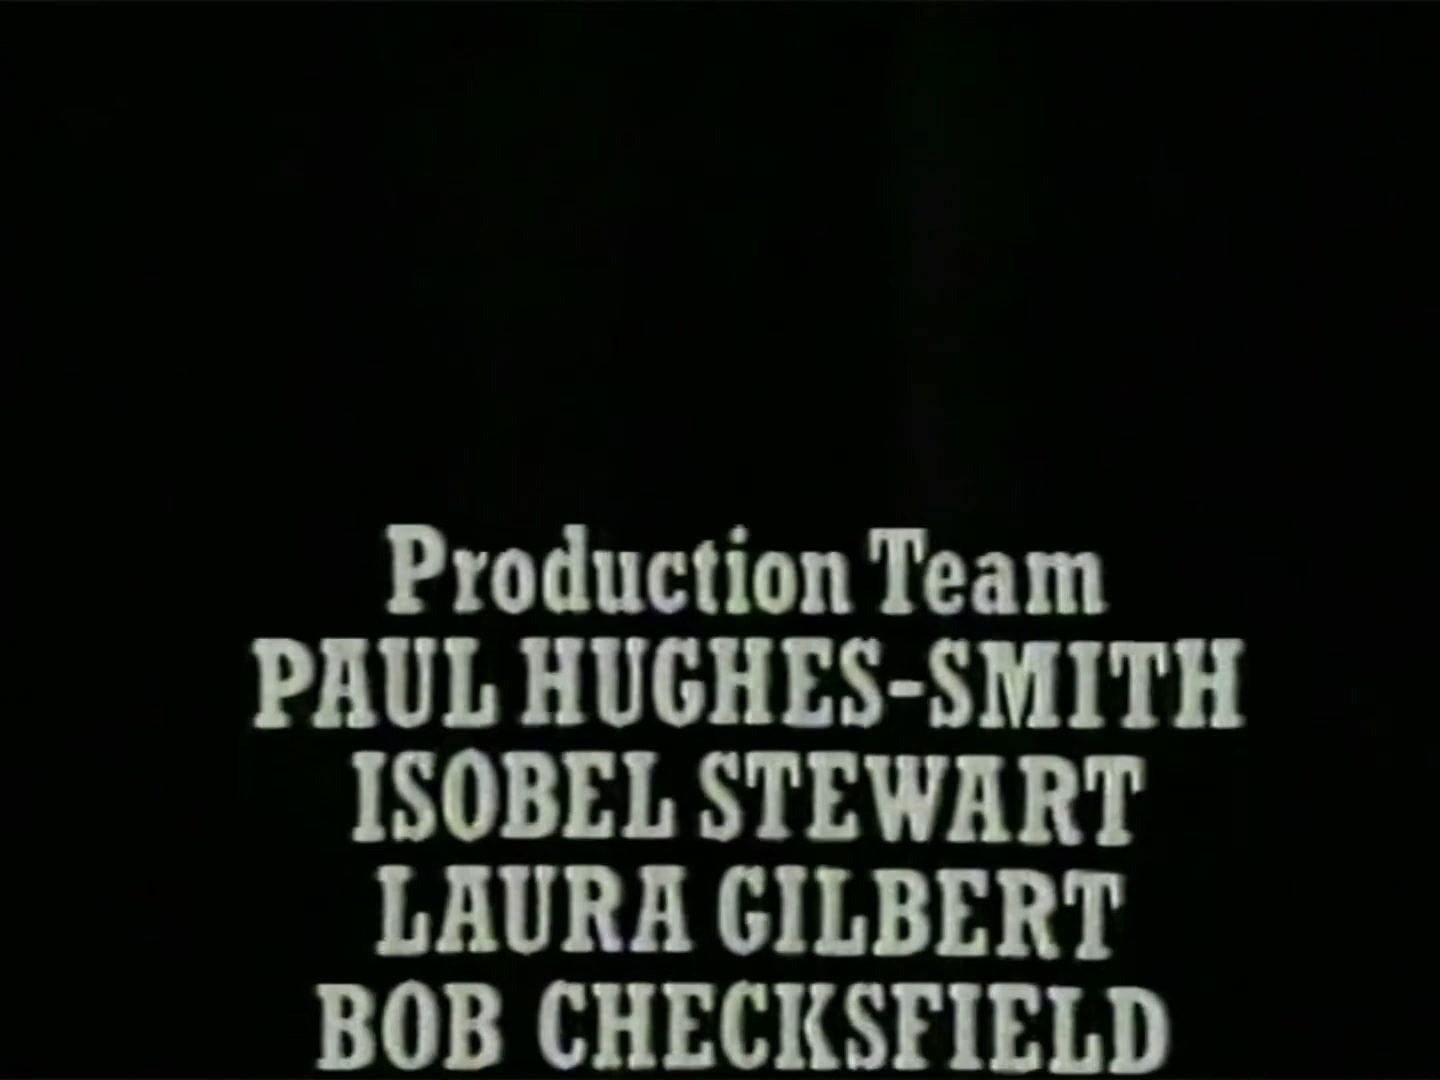 Production Team
PAUL HUGHES-SMITH
ISOBEL STEWART
LAURA GILBERT
BOB CHECKSFIELD